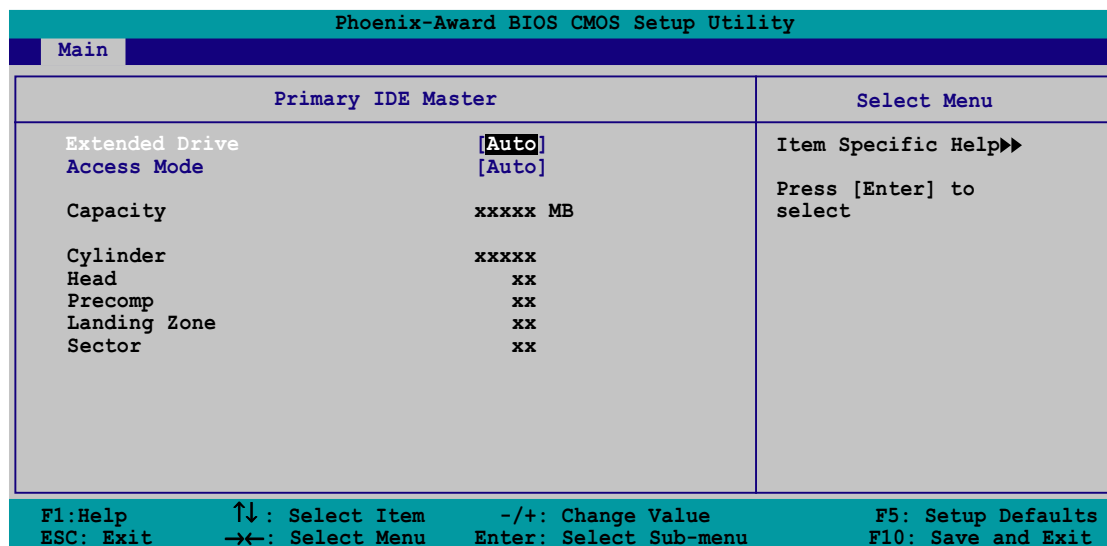 Phoenix-Award BIOS CMOS Setup Utility
Main
Primary IDE Master
Select Menu
Extended Drive [Auto]
Access Mode [Auto]
Capacity xxxxx MB
Cylinder xxxxx
Head xx
Precomp xx
Landing Zone xx
Sector xx
Item Specific Help▶▶
Press [Enter] to
select
F1:Help ↑↓: Select Item -/+: Change Value F5: Setup Defaults
ESC: Exit →←: Select Menu Enter: Select Sub-menu F10: Save and Exit